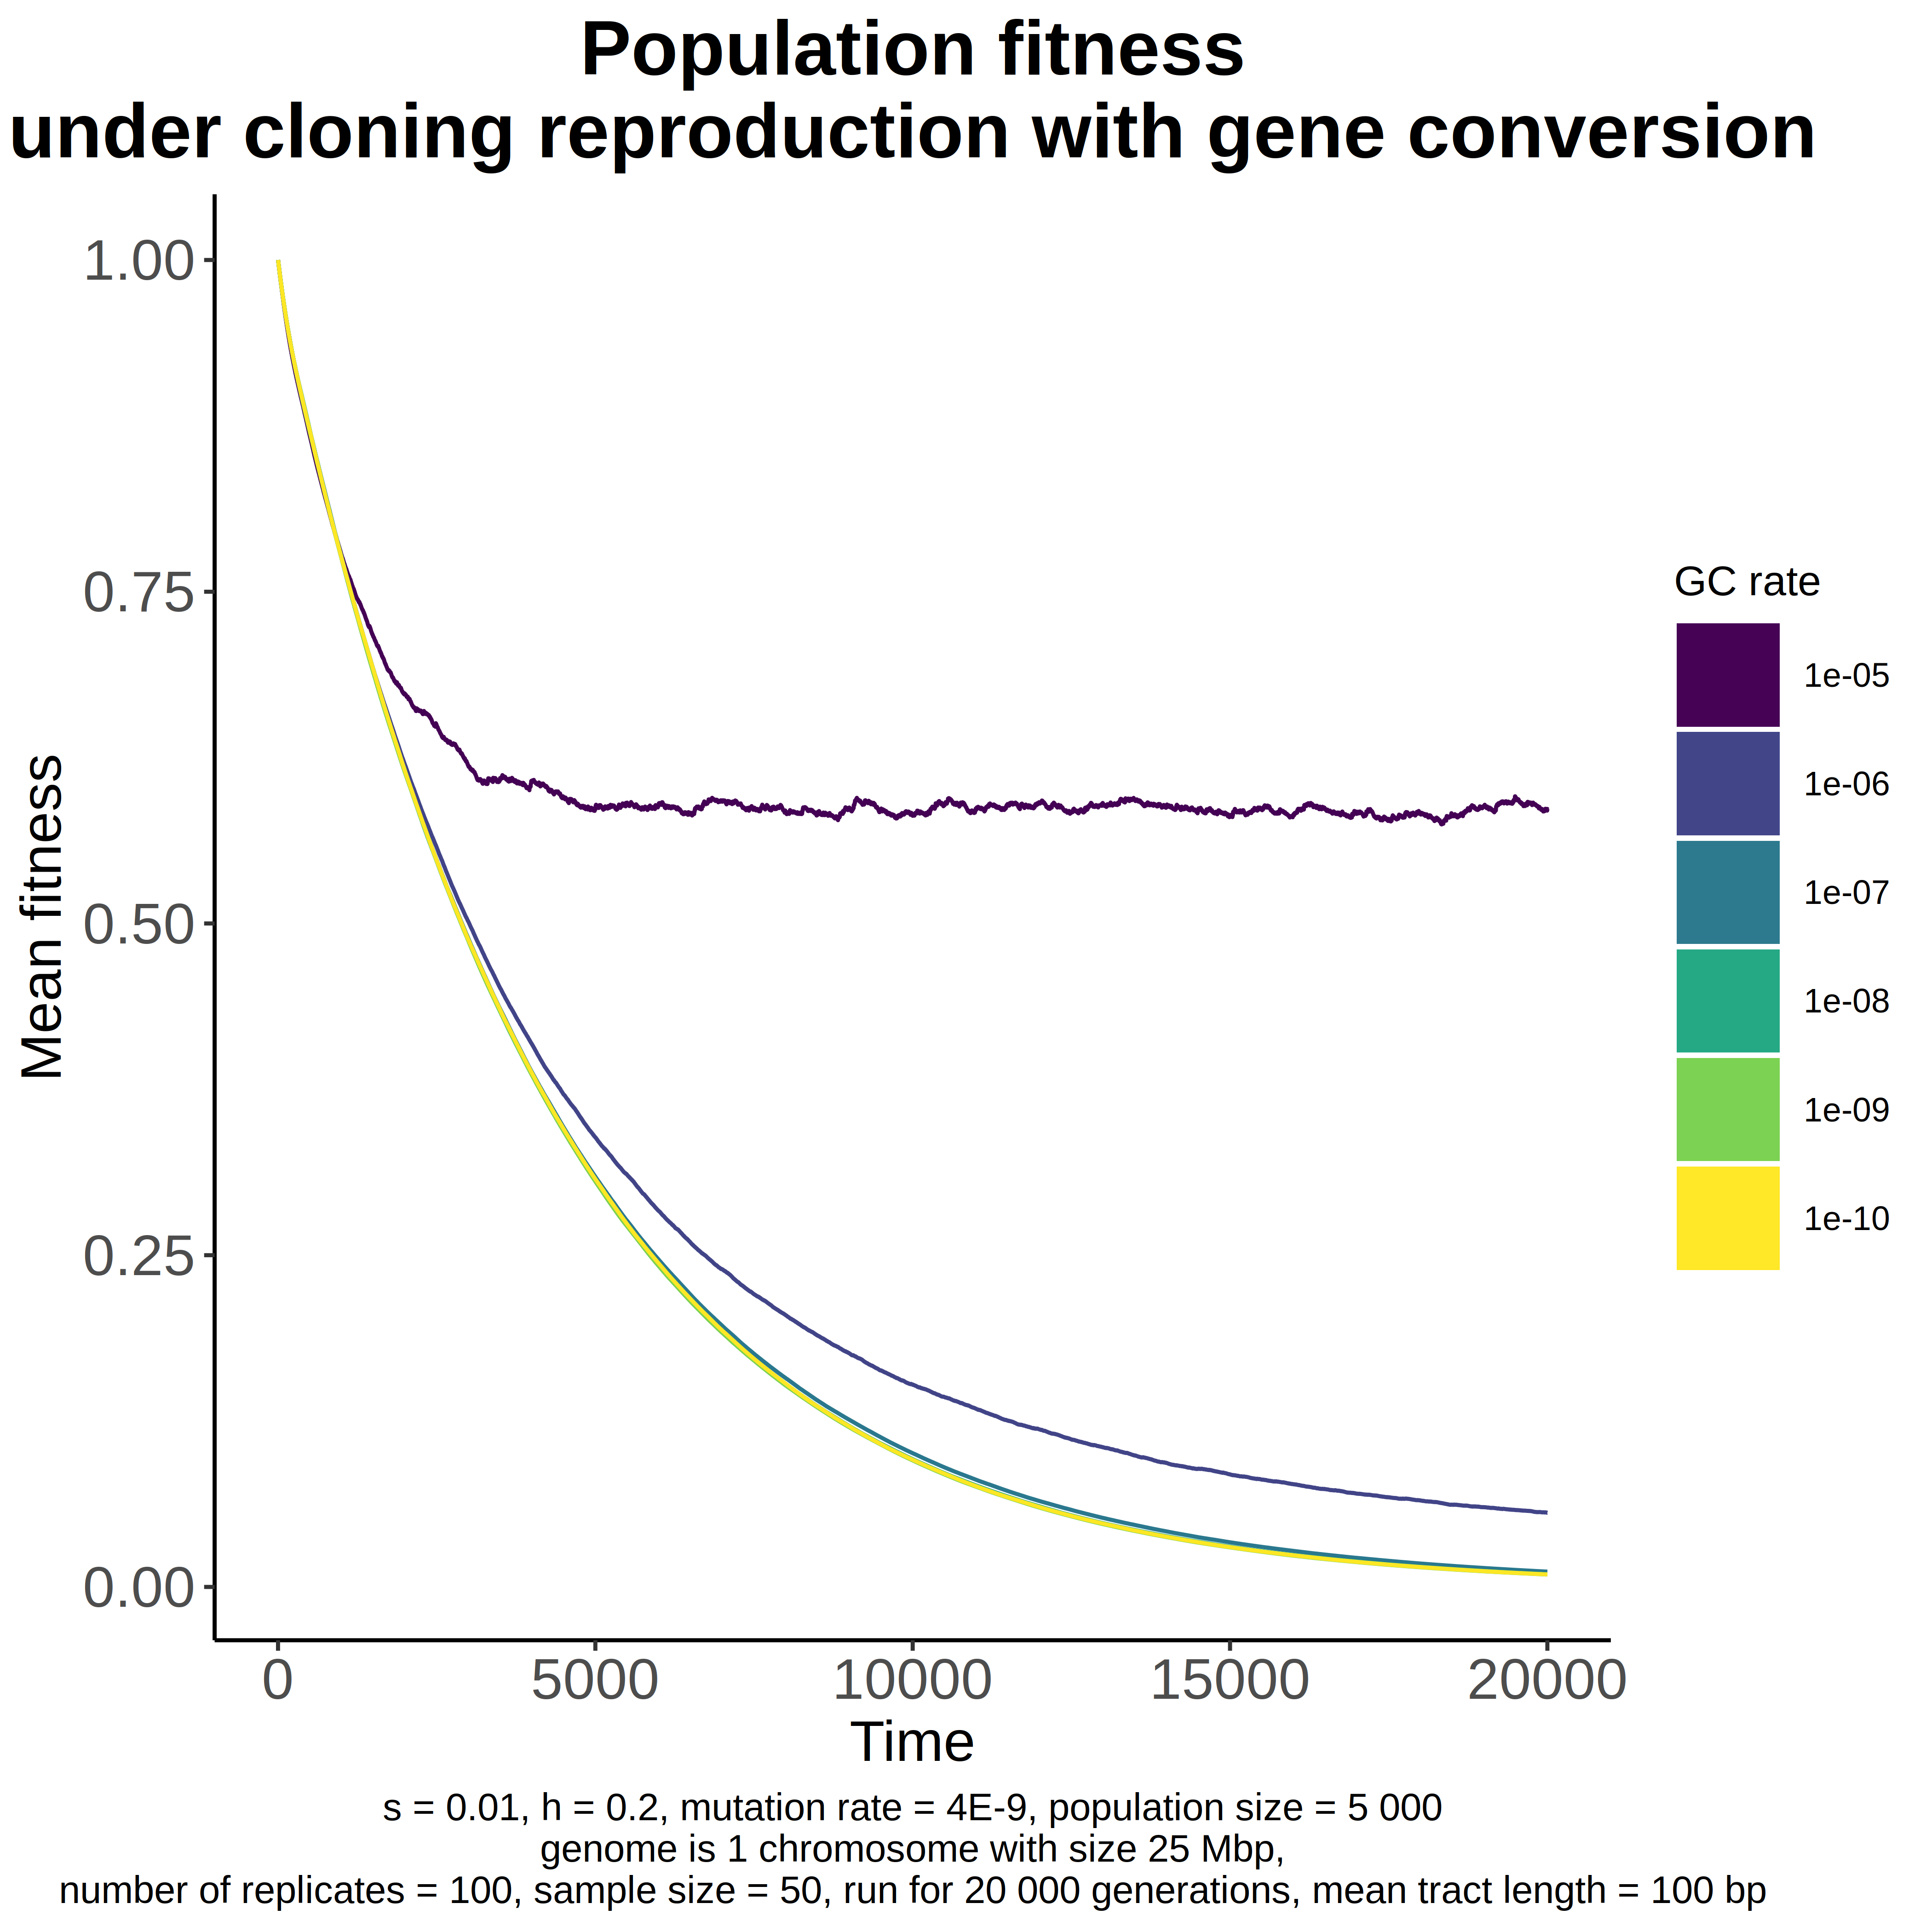 Population fitness
under cloning reproduction with gene conversion
Mean fitness
1.00
0.75
0.50
0.25
0.00
0
5000
10000
15000
20000
Time
GC rate
1e-05
1e-06
1e-07
1e-08
1e-09
1e-10
s = 0.01, h = 0.2, mutation rate = 4E-9, population size = 5 000
genome is 1 chromosome with size 25 Mbp,
number of replicates = 100, sample size = 50, run for 20 000 generations, mean tract length = 100 bp